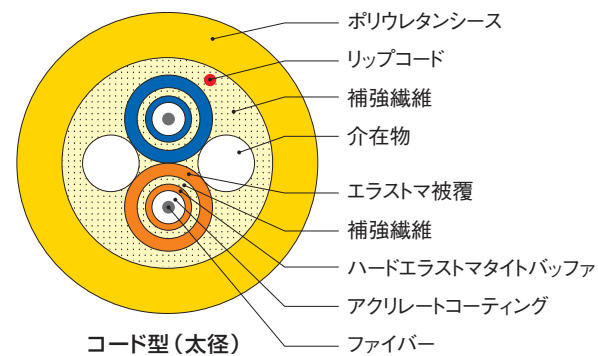 ポリウレタンシース
リップコード
補強繊維
介在物
エラストマ被覆
補強繊維
ハードエラストマタイトバッファ
アクリレートコーティング
ファイバー
コード型（太径）